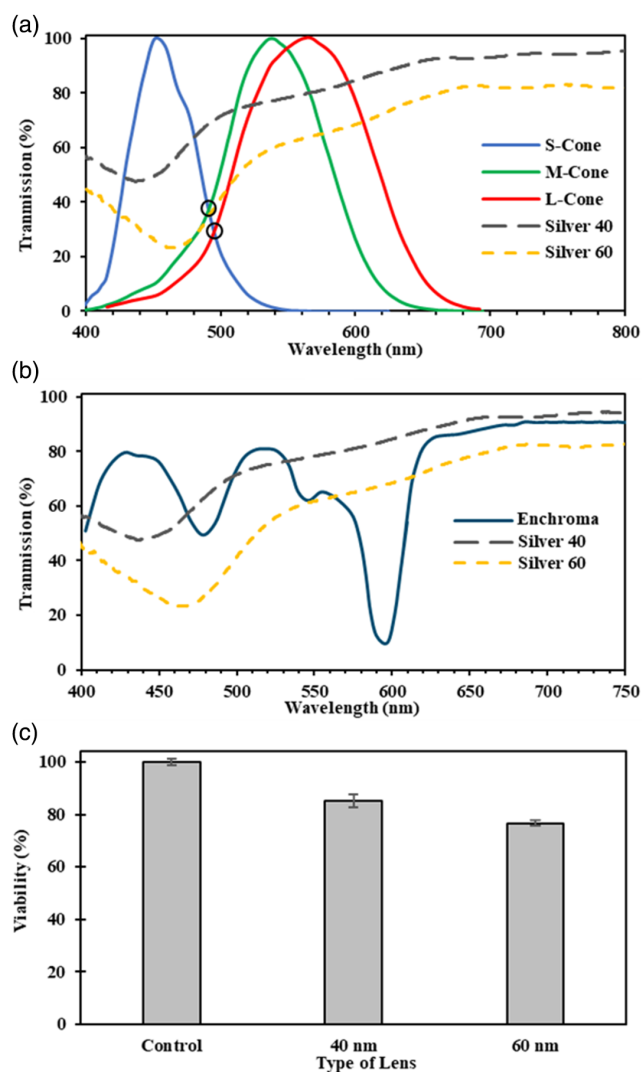 (a)
Tranmission (%)
100
80
60
40
20
0
S-Cone
M-Cone
L-Cone
Silver 40
Silver 60
400 500 600 700 800
Wavelength (nm)
(b)
Tranmission (%)
100
80
60
40
20
0
Enchroma
Silver 40
Silver 60
400 450 500 550 600 650 700 750
Wavelength (nm)
(c)
Viability (%)
100
80
60
40
20
0
Control 40 nm 60 nm
Type of Lens